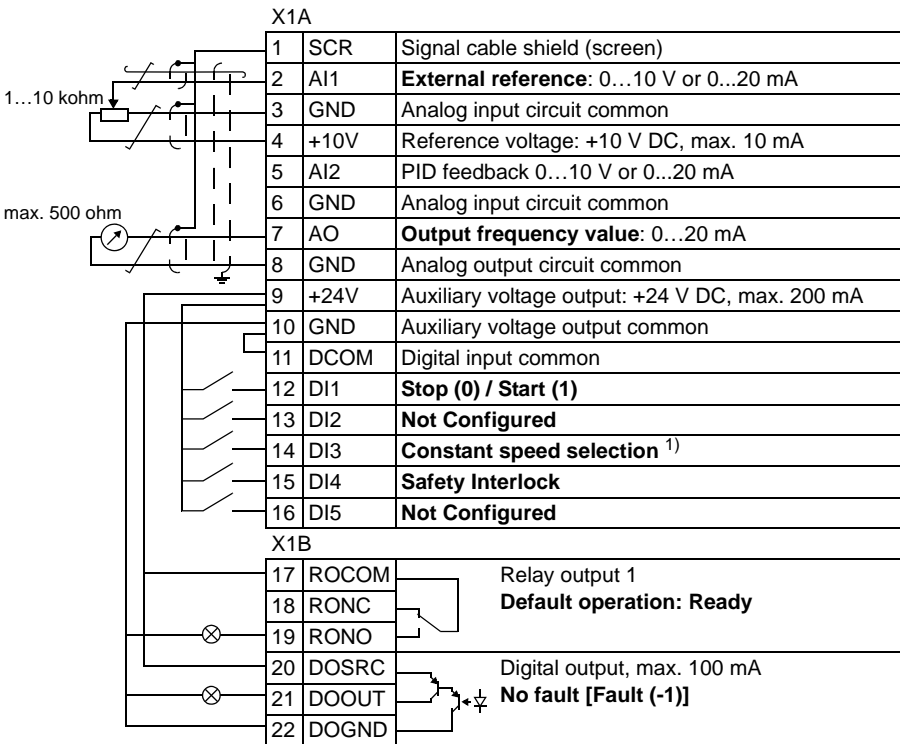 X1A
1 SCR Signal cable shield (screen)
2 AI1 External reference: 0…10 V or 0...20 mA
1…10 kohm
3 GND Analog input circuit common
4 +10V Reference voltage: +10 V DC, max. 10 mA
5 AI2 PID feedback 0…10 V or 0...20 mA
6 GND Analog input circuit common
max. 500 ohm
7 AO Output frequency value: 0…20 mA
8 GND Analog output circuit common
9 +24V Auxiliary voltage output: +24 V DC, max. 200 mA
10 GND Auxiliary voltage output common
11 DCOM Digital input common
12 DI1 Stop (0) / Start (1)
13 DI2 Not Configured
14 DI3 Constant speed selection 1)
15 DI4 Safety Interlock
16 DI5 Not Configured
X1B
17 ROCOM Relay output 1
18 RONC Default operation: Ready
19 RONO
20 DOSRC Digital output, max. 100 mA
21 DOOUT No fault [Fault (-1)]
22 DOGND